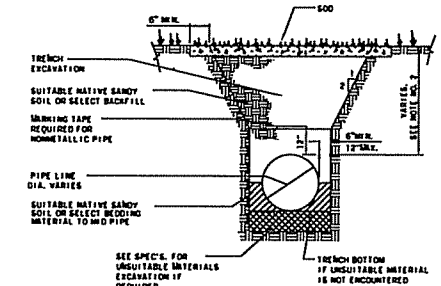 6" MIN.
SOD
TRENCH
EXCAVATION
SUITABLE NATIVE SANDY
SOIL OR SELECT BACKFILL
MARKING TAPE
REQUIRED FOR
NONMETALLIC PIPE
1
2
VARIES,
SEE NOTE NO. 2
12"
6" MIN.
12" MAX.
PIPE LINE
DIA. VARIES
SUITABLE NATIVE SANDY
SOIL OR SELECT BEDDING
MATERIAL TO MID PIPE
SEE SPEC'S. FOR
UNSUITABLE MATERIALS
EXCAVATION IF
REQUIRED
TRENCH BOTTOM
IF UNSUITABLE MATERIAL
IS NOT ENCOUNTERED